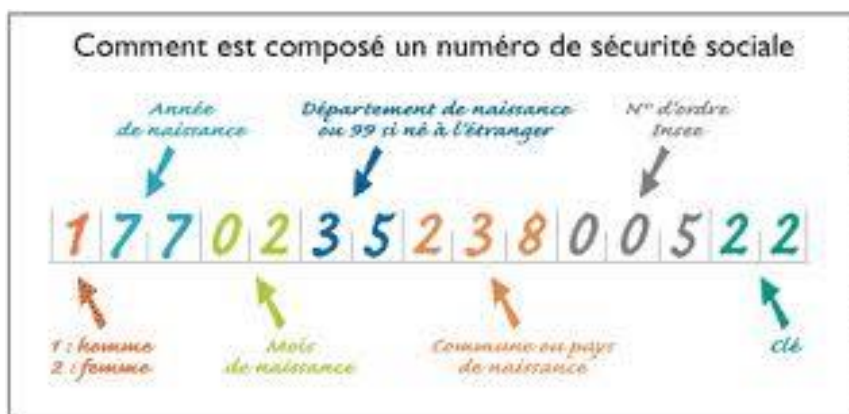 Comment est composé un numéro de sécurité sociale
Année
de naissance
Département de naissance
ou 99 si né à l'étranger
N° d'ordre
Insee
1 7 7 0 2 3 5 2 3 8 0 0 5 2 2
1 : homme
2 : femme
Mois
de naissance
Commune ou pays
de naissance
clé